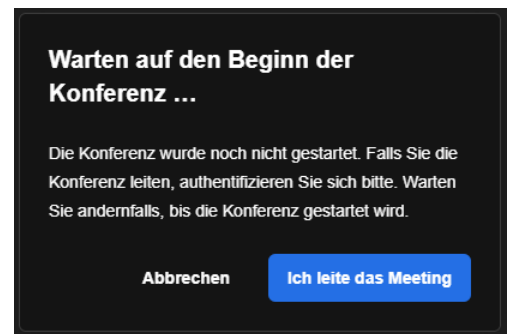 Warten auf den Beginn der
Konferenz …
Die Konferenz wurde noch nicht gestartet. Falls Sie die
Konferenz leiten, authentifizieren Sie sich bitte. Warten
Sie andernfalls, bis die Konferenz gestartet wird.
Abbrechen Ich leite das Meeting